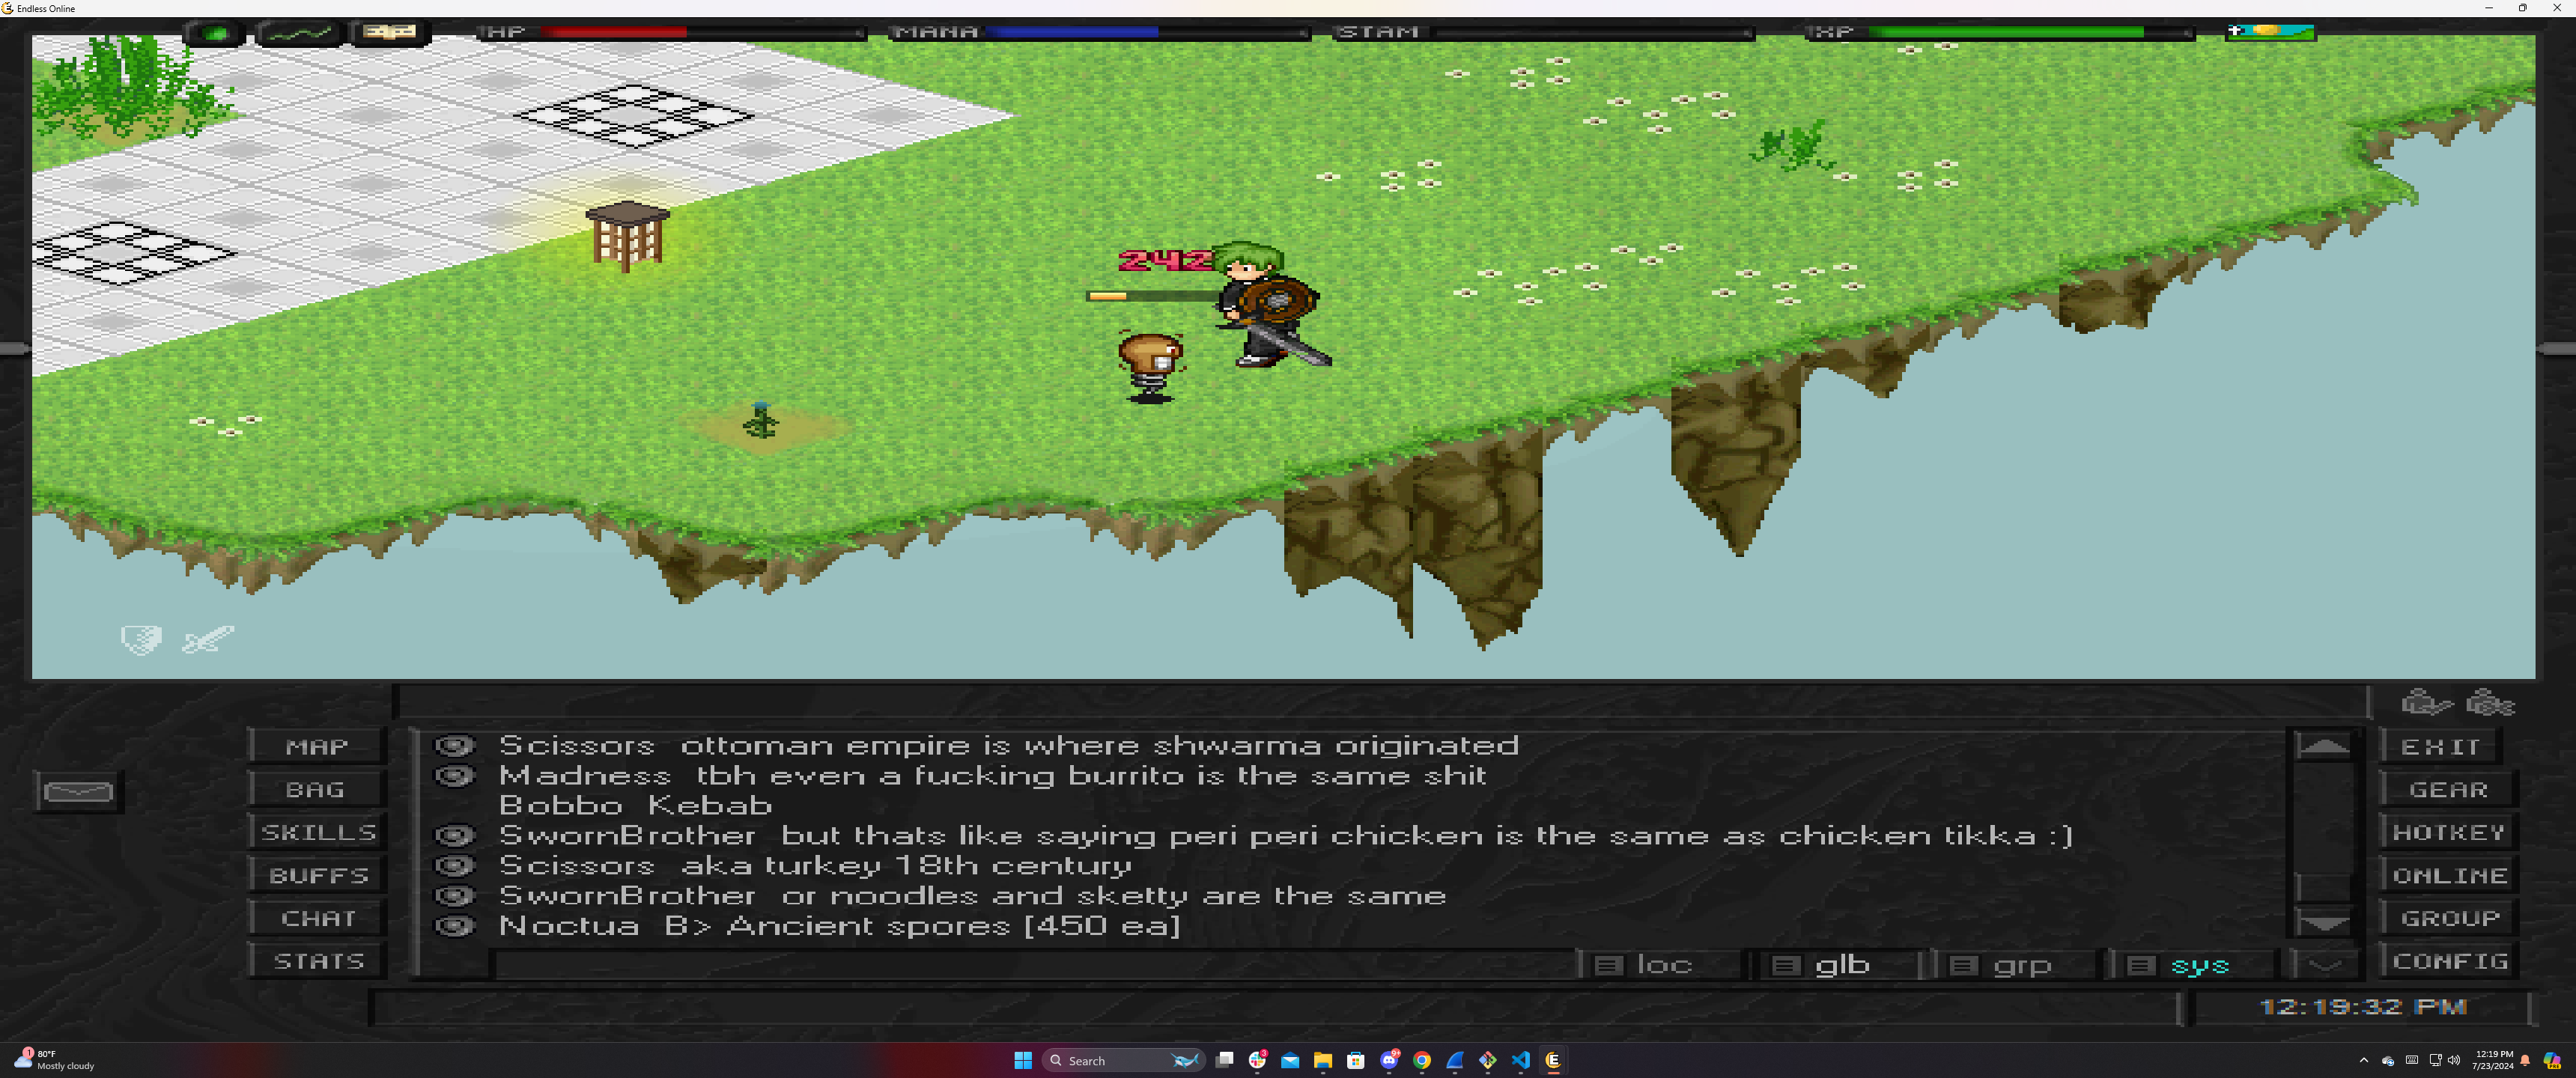 Endless Online
HP
MANA
STAM
XP
242
MAP
BAG
SKILLS
BUFFS
CHAT
STATS
Scissors ottoman empire is where shwarma originated
Madness tbh even a fucking burrito is the same shit
Bobbo Kebab
SwornBrother but thats like saying peri peri chicken is the same as chicken tikka :)
Scissors aka turkey 18th century
SwornBrother or noodles and sketty are the same
Noctua B> Ancient spores [450 ea]
loc
glb
grp
sys
EXIT
GEAR
HOTKEY
ONLINE
GROUP
CONFIG
12:19:32 PM
1
80°F
Mostly cloudy
Search
3
9+
12:19 PM
7/23/2024